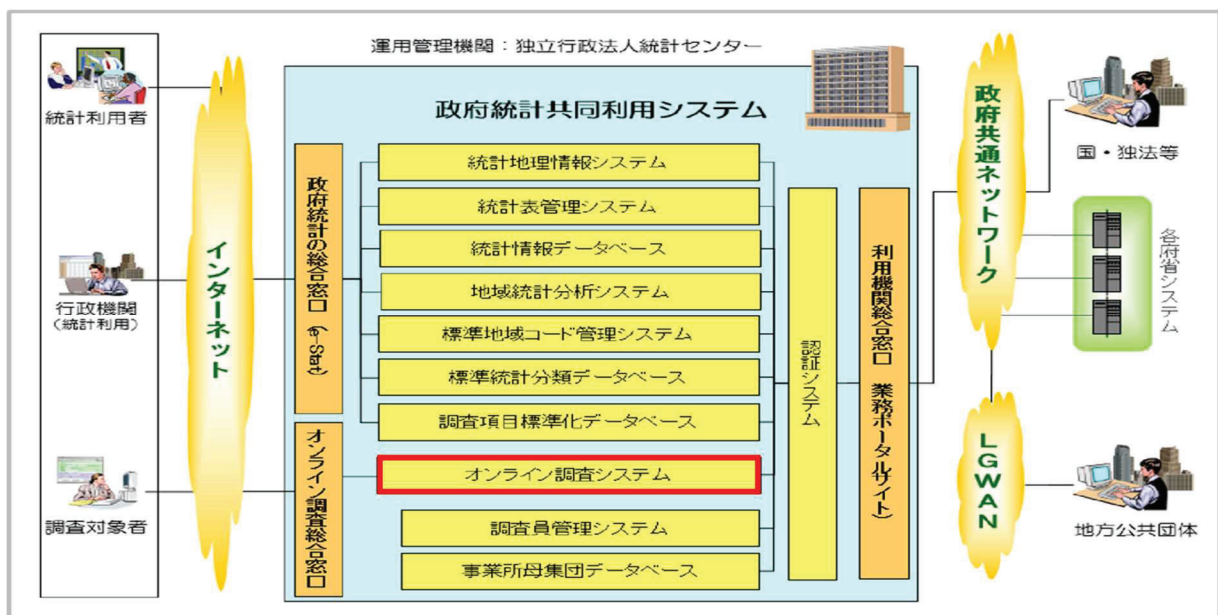 運用管理機関：独立行政法人統計センター
政府統計共同利用システム
統計利用者
行政機関
(統計利用)
調査対象者
インターネット
政府統計の総合窓口 (e-Stat)
オンライン調査総合窓口
統計地理情報システム
統計表管理システム
統計情報データベース
地域統計分析システム
標準地域コード管理システム
標準統計分類データベース
調査項目標準化データベース
オンライン調査システム
調査員管理システム
事業所母集団データベース
認証システム
利用機関総合窓口 業務ポータルサイト)
政府共通ネットワーク
LGWAN
国・独法等
各府省システム
地方公共団体